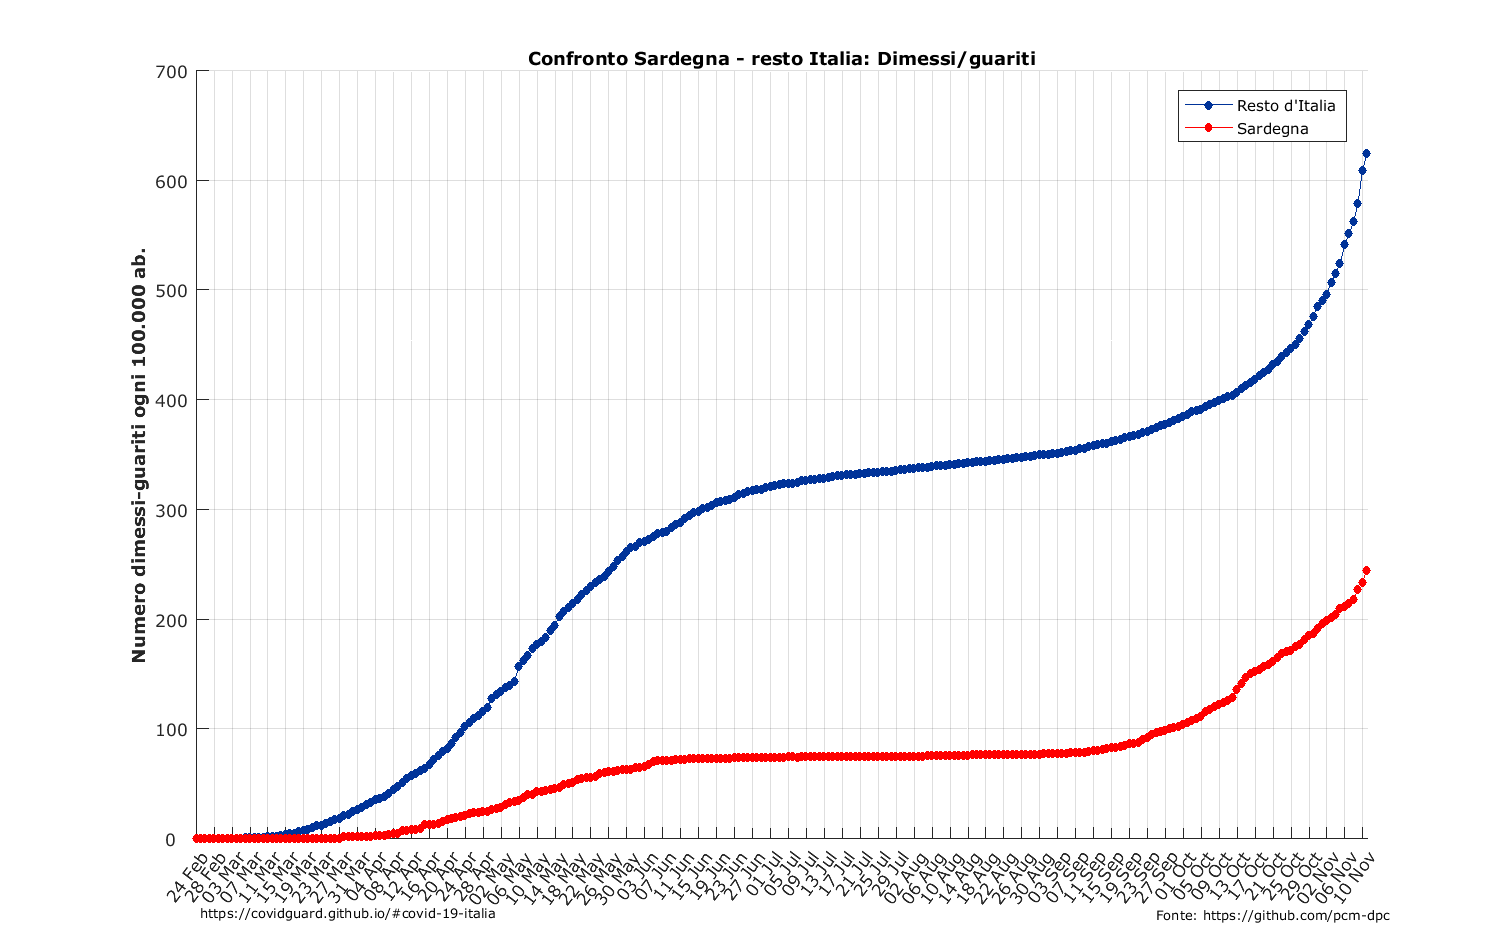 Confronto Sardegna - resto Italia: Dimessi/guariti
Resto d'Italia
Sardegna
Numero dimessi-guariti ogni 100.000 ab.
700
600
500
400
300
200
100
0
24 Feb
28 Feb
03 Mar
07 Mar
11 Mar
15 Mar
19 Mar
23 Mar
27 Mar
31 Mar
04 Apr
08 Apr
12 Apr
16 Apr
20 Apr
24 Apr
28 Apr
02 May
06 May
10 May
14 May
18 May
22 May
26 May
30 May
03 Jun
07 Jun
11 Jun
15 Jun
19 Jun
23 Jun
27 Jun
01 Jul
05 Jul
09 Jul
13 Jul
17 Jul
21 Jul
25 Jul
29 Jul
02 Aug
06 Aug
10 Aug
14 Aug
18 Aug
22 Aug
26 Aug
30 Aug
03 Sep
07 Sep
11 Sep
15 Sep
19 Sep
23 Sep
27 Sep
01 Oct
05 Oct
09 Oct
13 Oct
17 Oct
21 Oct
25 Oct
29 Oct
02 Nov
06 Nov
10 Nov
https://covidguard.github.io/#covid-19-italia
Fonte: https://github.com/pcm-dpc